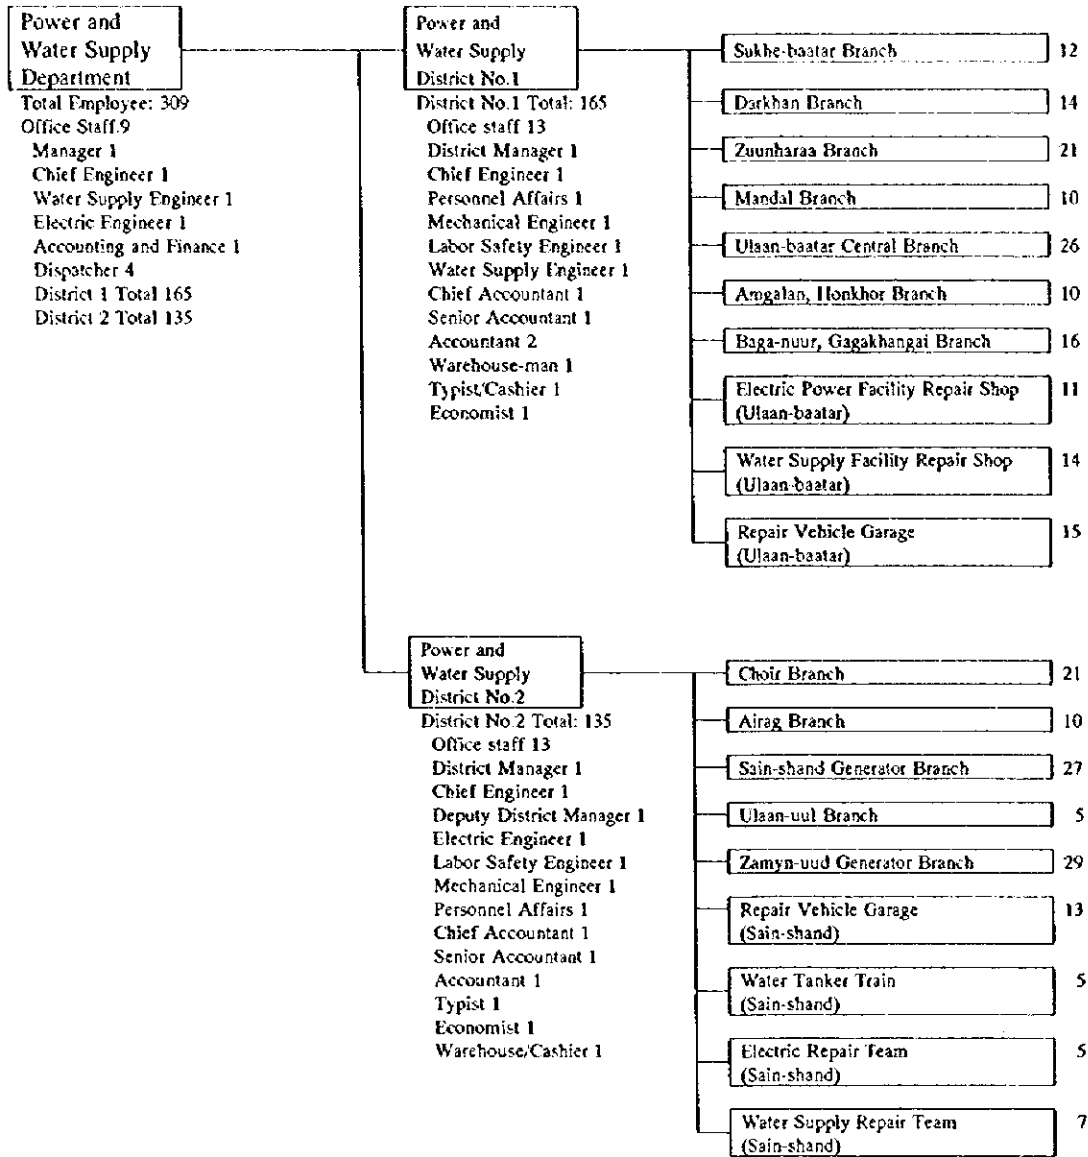 Power and
Water Supply
Department
Total Employee: 309
Office Staff 9
Manager 1
Chief Engineer 1
Water Supply Engineer 1
Electric Engineer 1
Accounting and Finance 1
Dispatcher 4
District 1 Total 165
District 2 Total 135
Power and
Water Supply
District No.1
District No.1 Total: 165
Office staff 13
District Manager 1
Chief Engineer 1
Personnel Affairs 1
Mechanical Engineer 1
Labor Safety Engineer 1
Water Supply Engineer 1
Chief Accountant 1
Senior Accountant 1
Accountant 2
Warehouse-man 1
Typist/Cashier 1
Economist 1
Sukhe-baatar Branch 12
Darkhan Branch 14
Zuunharaa Branch 21
Mandal Branch 10
Ulaan-baatar Central Branch 26
Amgalan, Honkhor Branch 10
Baga-nuur, Gagakhangai Branch 16
Electric Power Facility Repair Shop 11
(Ulaan-baatar)
Water Supply Facility Repair Shop 14
(Ulaan-baatar)
Repair Vehicle Garage 15
(Ulaan-baatar)
Power and
Water Supply
District No.2
District No.2 Total: 135
Office staff 13
District Manager 1
Chief Engineer 1
Deputy District Manager 1
Electric Engineer 1
Labor Safety Engineer 1
Mechanical Engineer 1
Personnel Affairs 1
Chief Accountant 1
Senior Accountant 1
Accountant 1
Typist 1
Economist 1
Warehouse/Cashier 1
Choir Branch 21
Airag Branch 10
Sain-shand Generator Branch 27
Ulaan-uul Branch 5
Zamyn-uud Generator Branch 29
Repair Vehicle Garage 13
(Sain-shand)
Water Tanker Train 5
(Sain-shand)
Electric Repair Team 5
(Sain-shand)
Water Supply Repair Team 7
(Sain-shand)